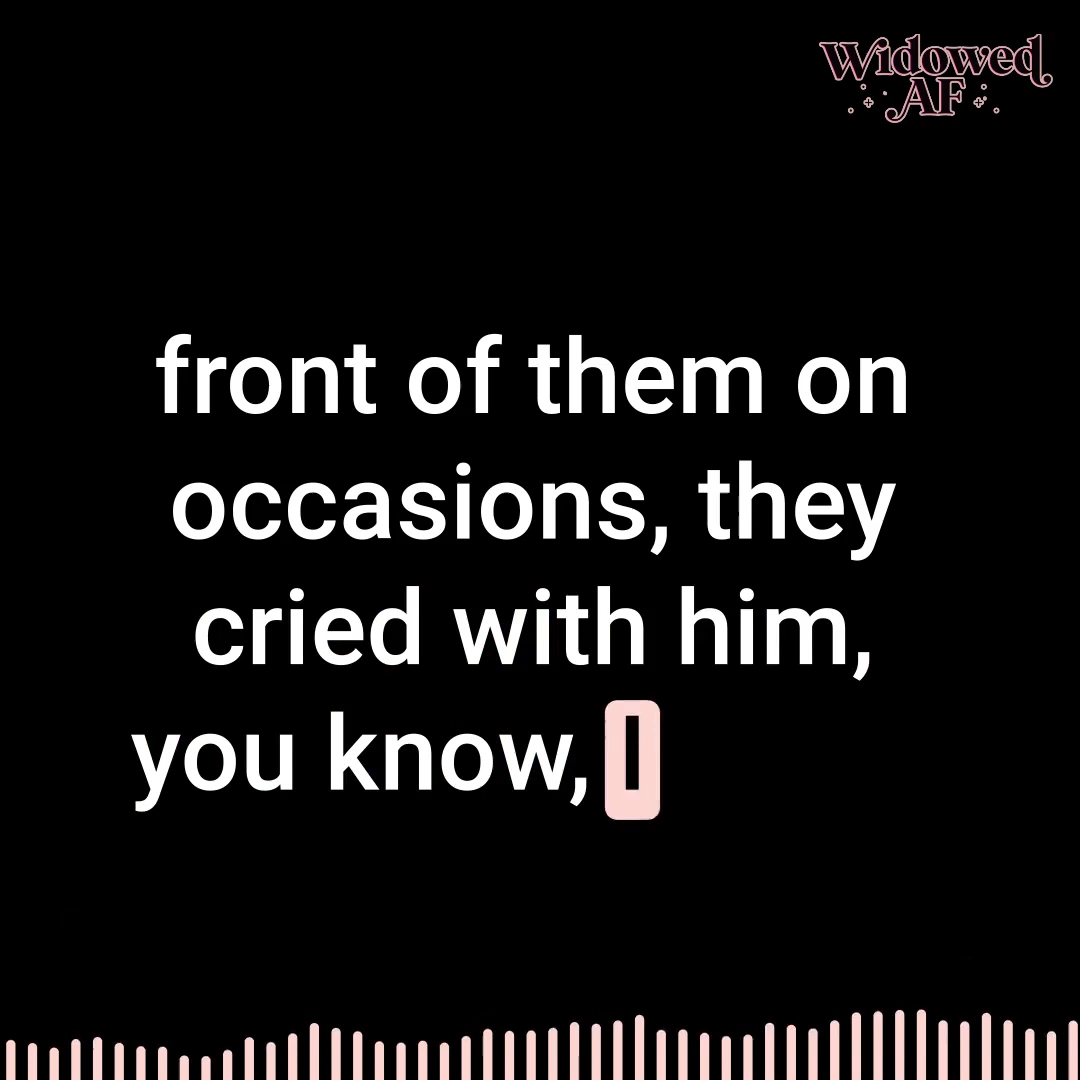 Widowed
AF
front of them on
occasions, they
cried with him,
you know, I